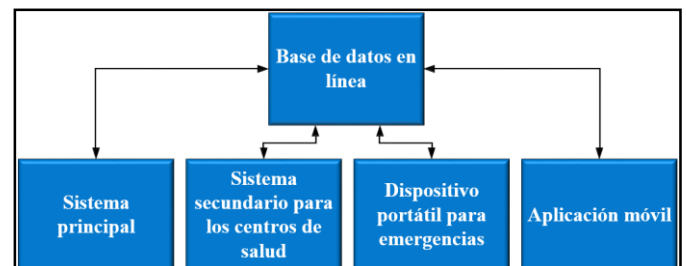 Base de datos en
línea
Sistema
principal
Sistema
secundario para
los centros de
salud
Dispositivo
portátil para
emergencias
Aplicación móvil